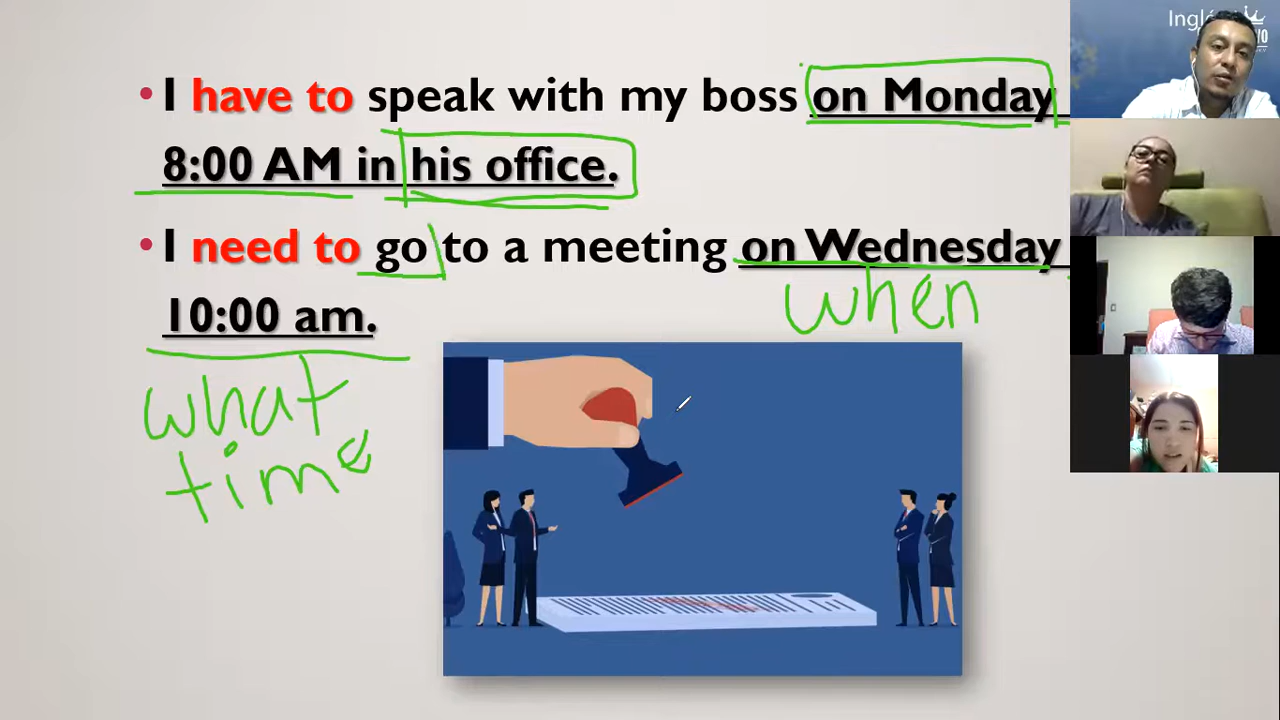 • I have to speak with my boss on Monday
8:00 AM in his office.
• I need to go to a meeting on Wednesday
10:00 am.
when
what
time